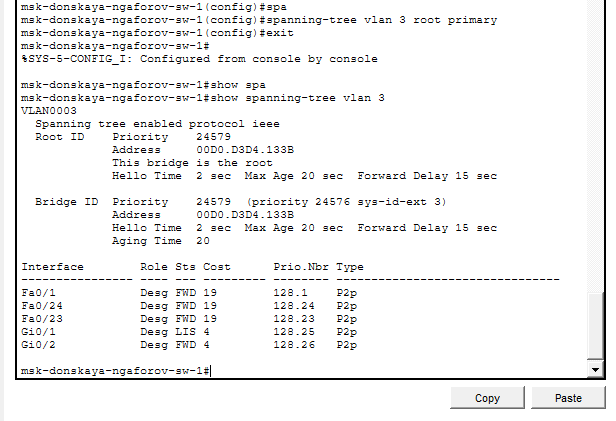 msk-donskaya-ngaforov-sw-1(config)#spa
msk-donskaya-ngaforov-sw-1(config)#spanning-tree vlan 3 root primary
msk-donskaya-ngaforov-sw-1(config)#exit
msk-donskaya-ngaforov-sw-1#
%SYS-5-CONFIG_I: Configured from console by console

msk-donskaya-ngaforov-sw-1#show spa
msk-donskaya-ngaforov-sw-1#show spanning-tree vlan 3
VLAN0003
  Spanning tree enabled protocol ieee
  Root ID    Priority    24579
             Address     00D0.D3D4.133B
             This bridge is the root
             Hello Time  2 sec  Max Age 20 sec  Forward Delay 15 sec

  Bridge ID  Priority    24579  (priority 24576 sys-id-ext 3)
             Address     00D0.D3D4.133B
             Hello Time  2 sec  Max Age 20 sec  Forward Delay 15 sec
             Aging Time  20

Interface        Role Sts Cost      Prio.Nbr Type
---------------- ---- --- --------- -------- --------------------------------
Fa0/1            Desg FWD 19        128.1    P2p
Fa0/24           Desg FWD 19        128.24   P2p
Fa0/23           Desg FWD 19        128.23   P2p
Gi0/1            Desg LIS 4         128.25   P2p
Gi0/2            Desg FWD 4         128.26   P2p

msk-donskaya-ngaforov-sw-1#
Copy Paste